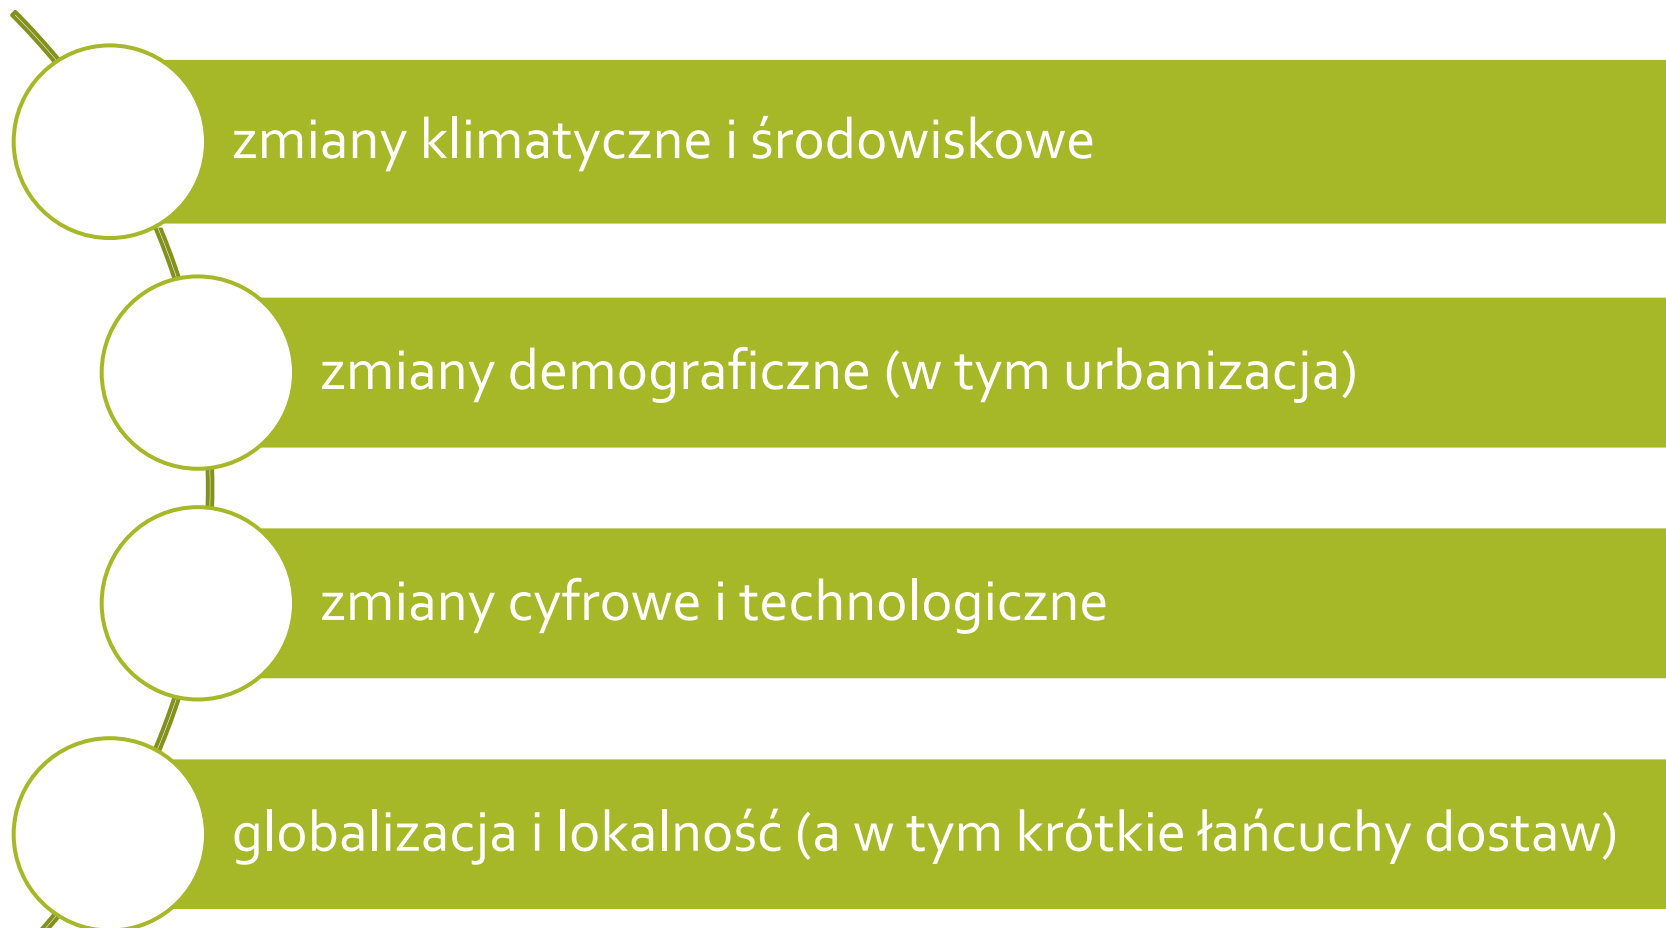 zmiany klimatyczne i środowiskowe
zmiany demograficzne (w tym urbanizacja)
zmiany cyfrowe i technologiczne
globalizacja i lokalność (a w tym krótkie łańcuchy dostaw)